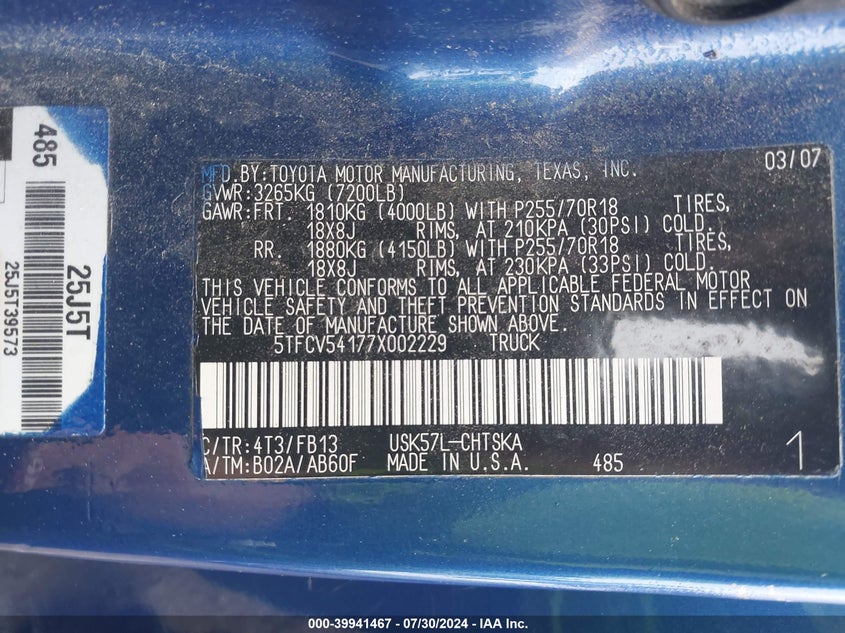 MFD.BY:TOYOTA MOTOR MANUFACTURING, TEXAS, INC. 03/07
GVWR:3265KG (7200LB)
GAWR:FRT. 1810KG (4000LB) WITH P255/70R18 TIRES,
18X8J RIMS, AT 210KPA (30PSI) COLD.
RR. 1880KG (4150LB) WITH P255/70R18 TIRES,
18X8J RIMS, AT 230KPA (33PSI) COLD.
THIS VEHICLE CONFORMS TO ALL APPLICABLE FEDERAL MOTOR
VEHICLE SAFETY AND THEFT PREVENTION STANDARDS IN EFFECT ON
THE DATE OF MANUFACTURE SHOWN ABOVE.
5TFCV54177X002229 TRUCK
C/TR:4T3/FB13 USK57L-CHTSKA
A/TM:B02A/AB60F MADE IN U.S.A. 485 1
485
25J5T
25J5T39573
000-39941467 / 07/30/2024 - IAA Inc.